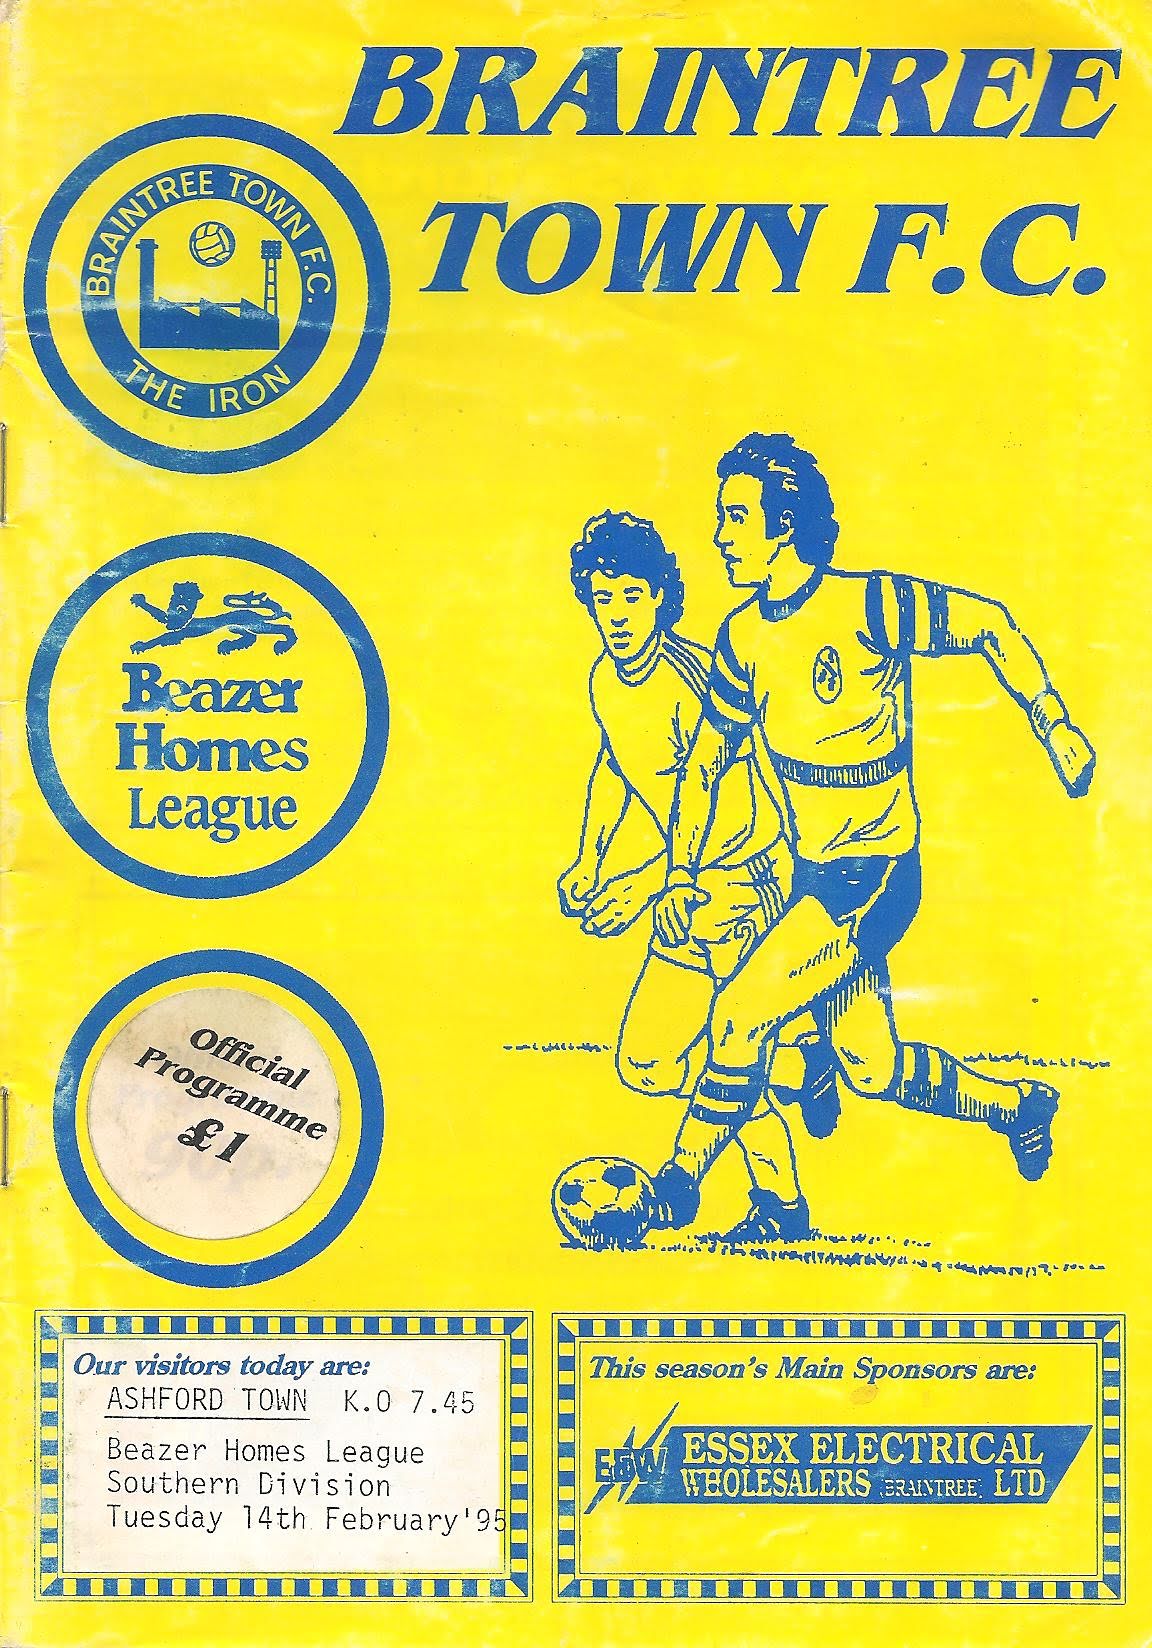 BRAINTREE
TOWN F.C.
BRAINTREE TOWN F.C.
THE IRON
Beazer
Homes
League
Official
Programme
£1
Our visitors today are:
ASHFORD TOWN K.O 7.45
Beazer Homes League
Southern Division
Tuesday 14th February'95
This season's Main Sponsors are:
EEW
ESSEX ELECTRICAL
WHOLESALERS (BRAINTREE) LTD